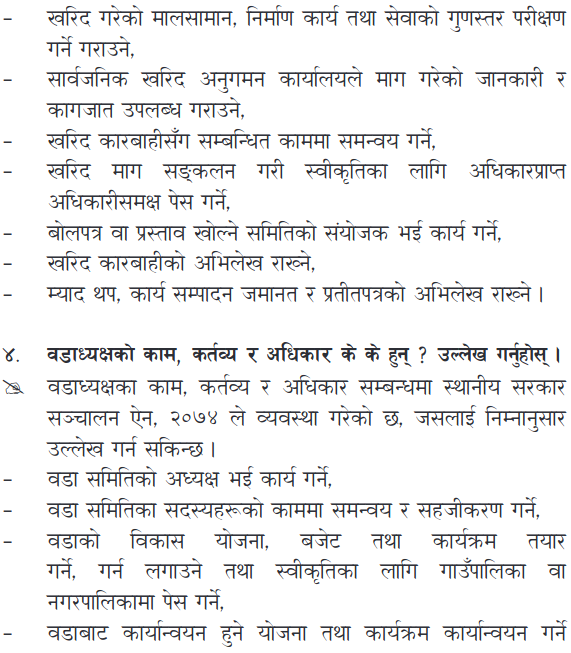 – खरिद गरेको मालसामान, निर्माण कार्य तथा सेवाको गुणस्तर परीक्षण
गर्ने गराउने,
– सार्वजनिक खरिद अनुगमन कार्यालयले माग गरेको जानकारी र
कागजात उपलब्ध गराउने,
– खरिद कारबाहीसँग सम्बन्धित काममा समन्वय गर्ने,
– खरिद माग सङ्कलन गरी स्वीकृतिका लागि अधिकारप्राप्त
अधिकारीसमक्ष पेस गर्ने,
– बोलपत्र वा प्रस्ताव खोल्ने समितिको संयोजक भई कार्य गर्ने,
– खरिद कारबाहीको अभिलेख राख्ने,
– म्याद थप, कार्य सम्पादन जमानत र प्रतीतपत्रको अभिलेख राख्ने ।
४. वडाध्यक्षको काम, कर्तव्य र अधिकार के के हुन् ? उल्लेख गर्नुहोस् ।
वडाध्यक्षका काम, कर्तव्य र अधिकार सम्बन्धमा स्थानीय सरकार
सञ्चालन ऐन, २०७४ ले व्यवस्था गरेको छ, जसलाई निम्नानुसार
उल्लेख गर्न सकिन्छ ।
– वडा समितिको अध्यक्ष भई कार्य गर्ने,
– वडा समितिका सदस्यहरूको काममा समन्वय र सहजीकरण गर्ने,
– वडाको विकास योजना, बजेट तथा कार्यक्रम तयार
गर्ने, गर्न लगाउने तथा स्वीकृतिका लागि गाउँपालिका वा
नगरपालिकामा पेस गर्ने,
– वडाबाट कार्यान्वयन हुने योजना तथा कार्यक्रम कार्यान्वयन गर्ने